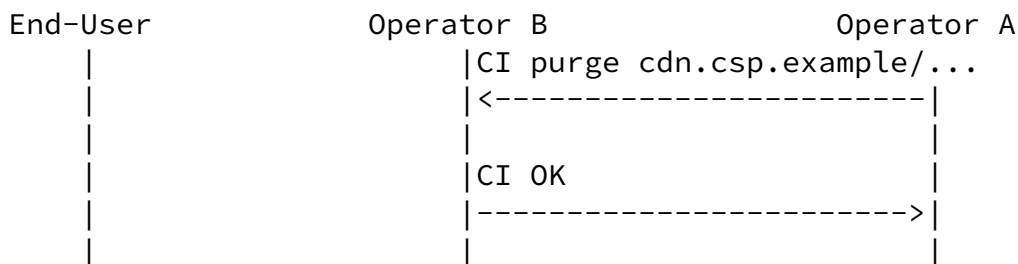 End-User Operator B Operator A
| |CI purge cdn.csp.example/...
| |<-------------------------|
| | |
| |CI OK |
| |------------------------>|
| | |